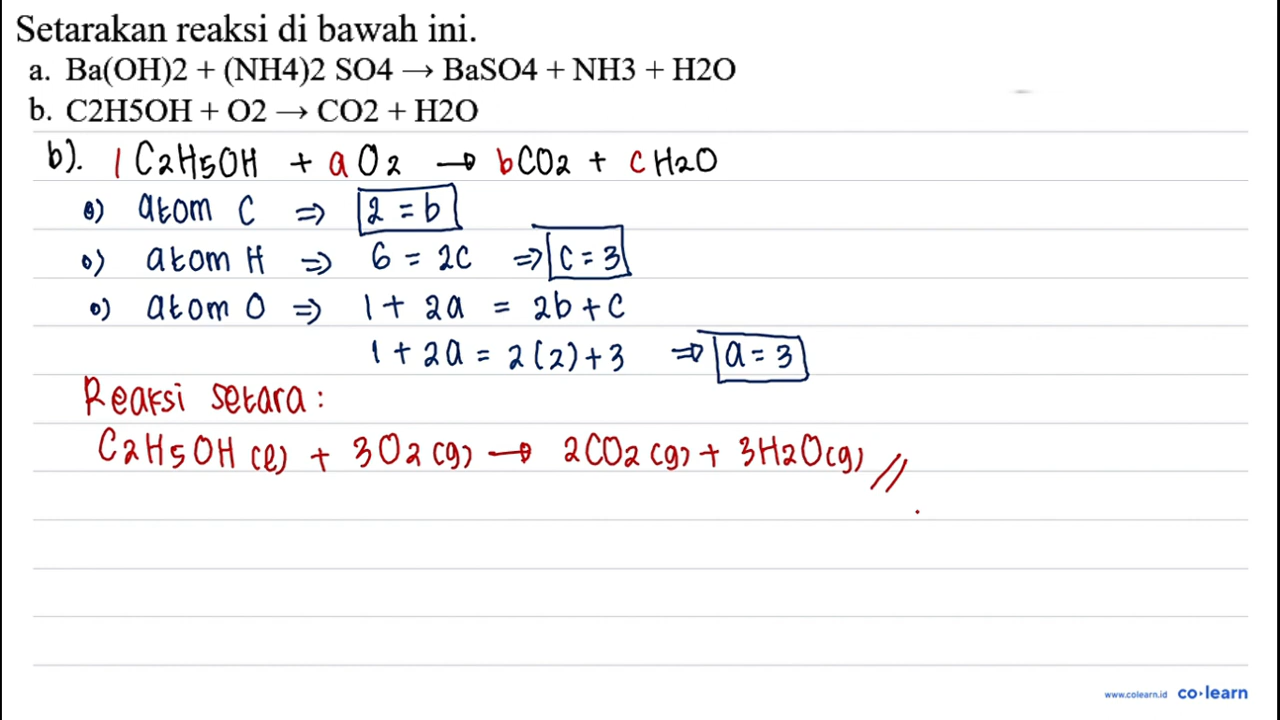 Setarakan reaksi di bawah ini.
a. Ba(OH)2 + (NH4)2 SO4 → BaSO4 + NH3 + H2O
b. C2H5OH + O2 → CO2 + H2O
b). 1 C2H5OH + a O2 → bCO2 + c H2O
o) atom C ⇒ 2 = b
o) atom H ⇒ 6 = 2c ⇒ c = 3
o) atom O ⇒ 1 + 2a = 2b + c
1 + 2a = 2(2) + 3 ⇒ a = 3
Reaksi setara :
C2H5OH (l) + 3O2 (g) → 2CO2 (g) + 3H2O(g) //
www.colearn.id co·learn